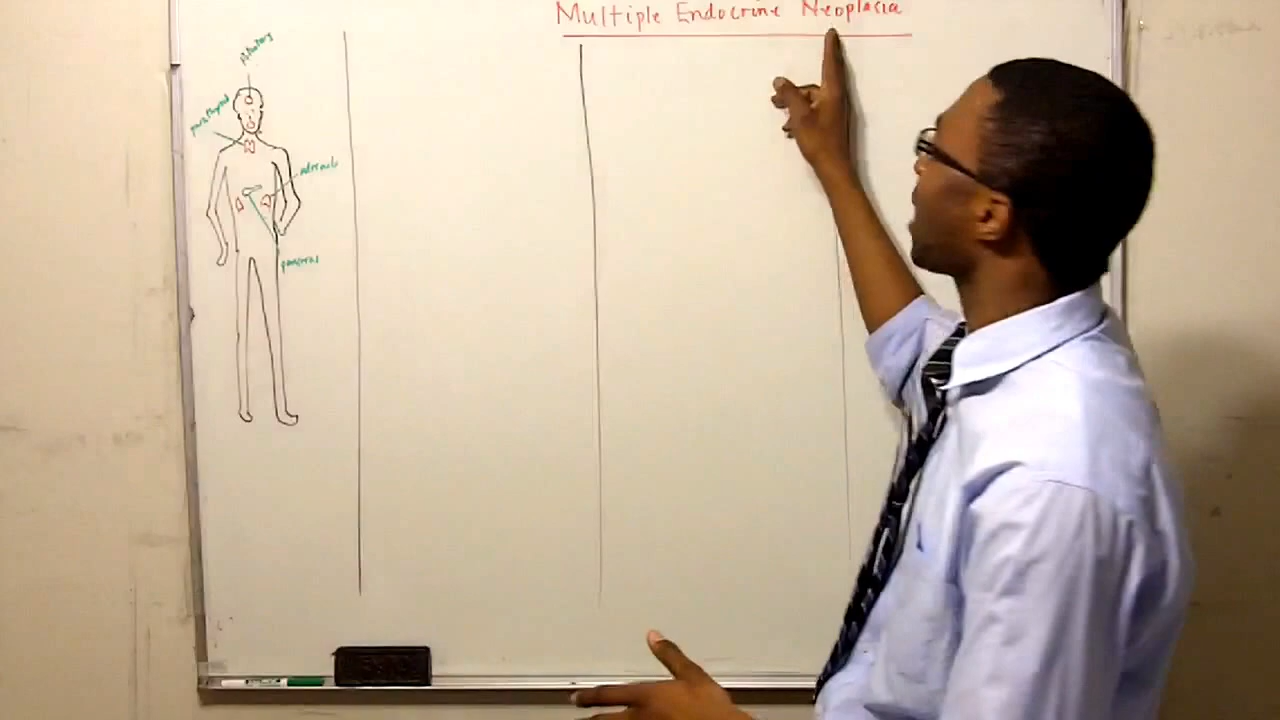 Multiple Endocrine Neoplasia
pituitary
parathyroid
adrenals
pancreas